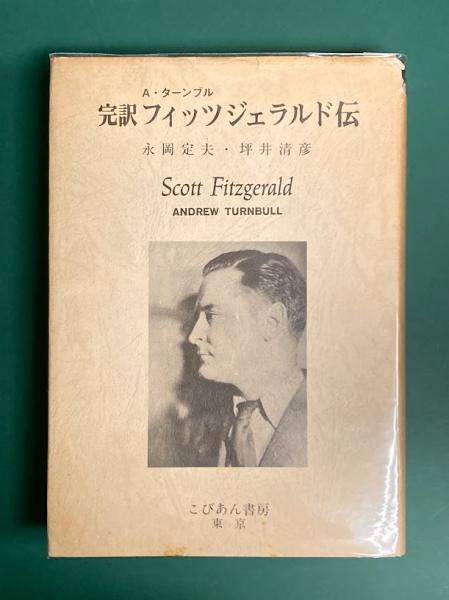 A・ターンブル
完訳フィッツジェラルド伝
永岡定夫・坪井清彦
Scott Fitzgerald
ANDREW TURNBULL
こびあん書房
東京